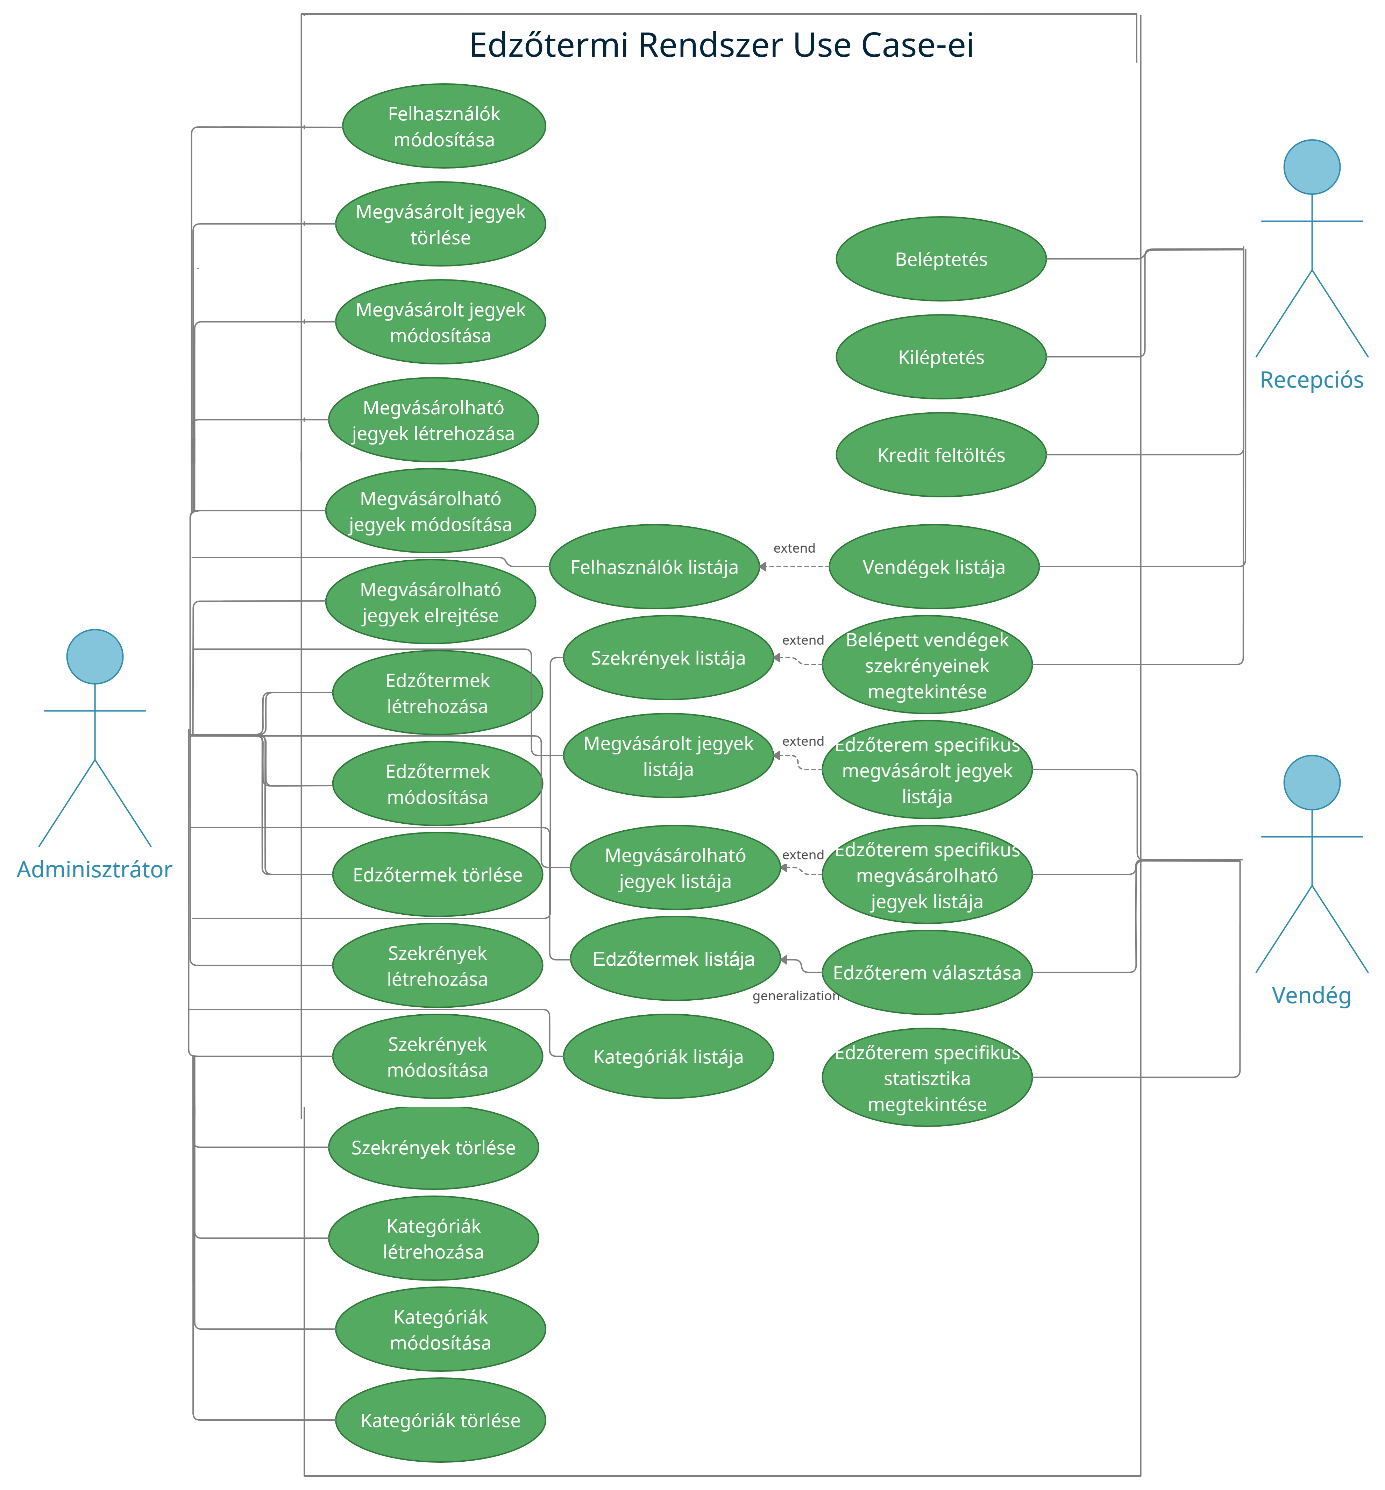 Edzőtermi Rendszer Use Case-ei
Felhasználók
módosítása
Megvásárolt jegyek
törlése
Megvásárolt jegyek
módosítása
Megvásárolható
jegyek létrehozása
Megvásárolható
jegyek módosítása
Megvásárolható
jegyek elrejtése
Edzőtermek
létrehozása
Edzőtermek
módosítása
Edzőtermek törlése
Szekrények
létrehozása
Szekrények
módosítása
Szekrények törlése
Kategóriák
létrehozása
Kategóriák
módosítása
Kategóriák törlése
Adminisztrátor
Felhasználók listája
Szekrények listája
Megvásárolt jegyek
listája
Megvásárolható
jegyek listája
Edzőtermek listája
Kategóriák listája
extend
extend
extend
extend
generalization
Beléptetés
Kiléptetés
Kredit feltöltés
Vendégek listája
Belépett vendégek
szekrényeinek
megtekintése
Edzőterem specifikus
megvásárolt jegyek
listája
Edzőterem specifikus
megvásárolható
jegyek listája
Edzőterem választása
Edzőterem specifikus
statisztika
megtekintése
Recepciós
Vendég